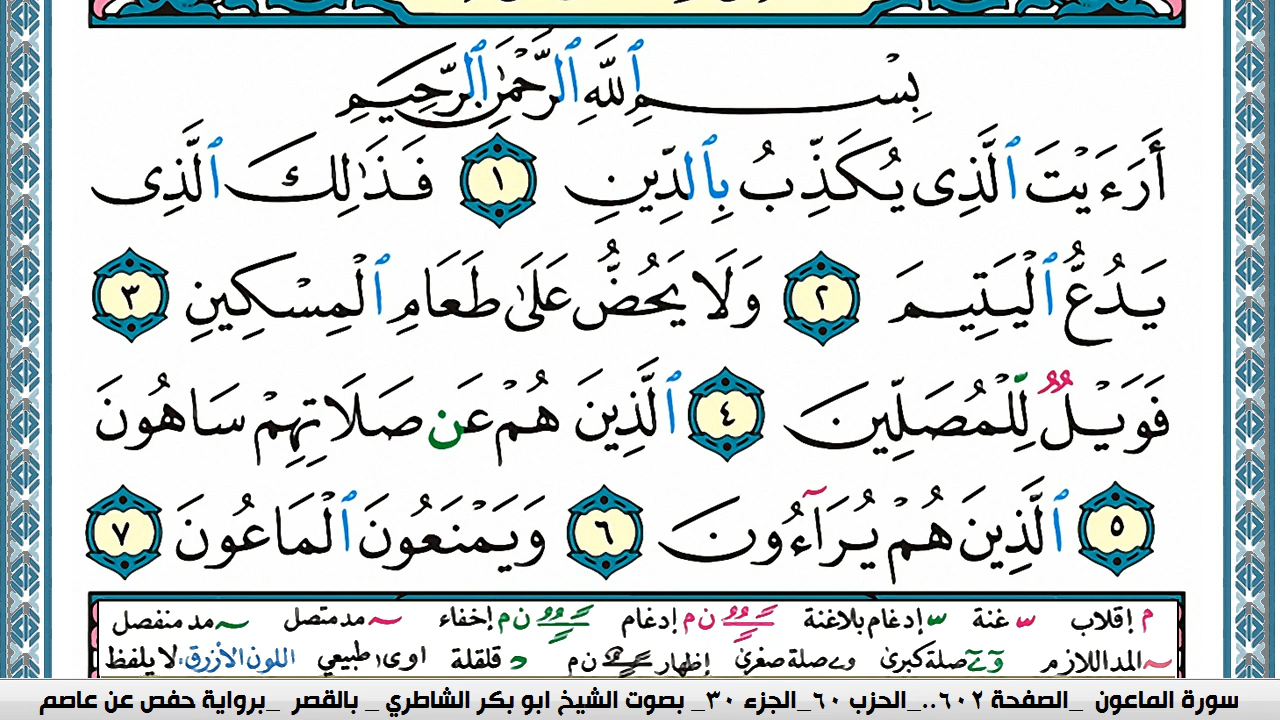 بِسْمِ ٱللَّهِ ٱلرَّحْمَٰنِ ٱلرَّحِيمِ
أَرَءَيْتَ ٱلَّذِى يُكَذِّبُ بِٱلدِّينِ ١ فَذَٰلِكَ ٱلَّذِى
يَدُعُّ ٱلْيَتِيمَ ٢ وَلَا يَحُضُّ عَلَىٰ طَعَامِ ٱلْمِسْكِينِ ٣
فَوَيْلٌ لِّلْمُصَلِّينَ ٤ ٱلَّذِينَ هُمْ عَن صَلَاتِهِمْ سَاهُونَ
٥ ٱلَّذِينَ هُمْ يُرَآءُونَ ٦ وَيَمْنَعُونَ ٱلْمَاعُونَ ٧
م إقلاب غنة إدغام بلاغنة ن م إدغام ن م إخفاء مد متصل مد منفصل
المد اللازم صلة كبرىٰ صلة صغرىٰ إظهار ن م قلقلة اوى طبيعي اللون الأزرق: لا يلفظ
سورة الماعون _الصفحة ٦٠٢.._الحزب ٦٠_الجزء ٣٠_ بصوت الشيخ ابو بكر الشاطري _ بالقصر _برواية حفص عن عاصم